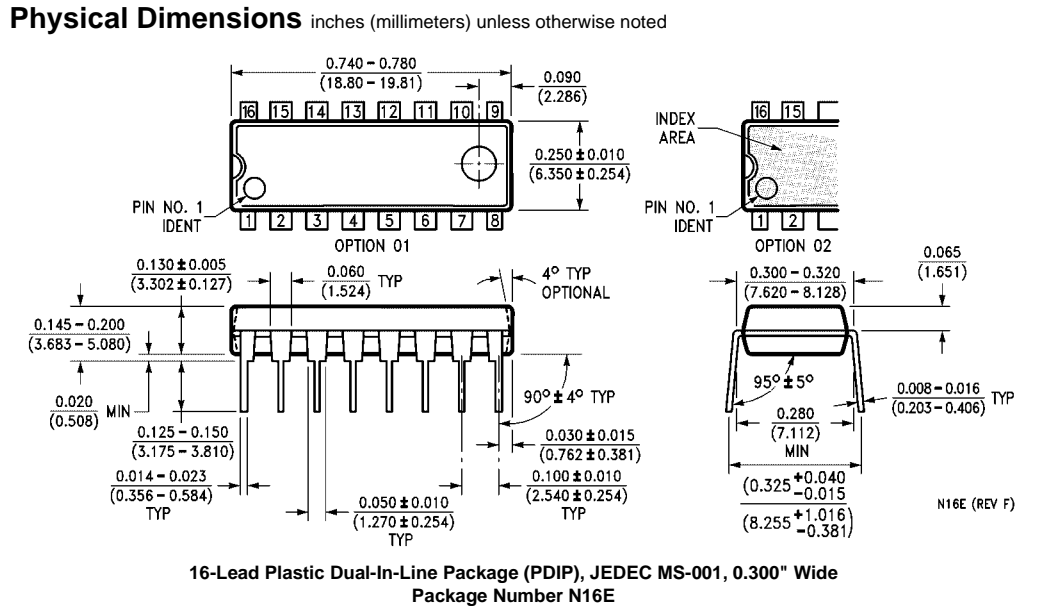 Physical Dimensions inches (millimeters) unless otherwise noted
0.740 – 0.780
(18.80 – 19.81)
0.090
(2.286)
16 15 14 13 12 11 10 9
16 15
INDEX
AREA
0.250 ± 0.010
(6.350 ± 0.254)
PIN NO. 1
IDENT
PIN NO. 1
IDENT
1 2 3 4 5 6 7 8
1 2
OPTION 01
OPTION 02
0.130 ± 0.005
(3.302 ± 0.127)
0.060
(1.524)
TYP
4° TYP
OPTIONAL
0.300 – 0.320
(7.620 – 8.128)
0.065
(1.651)
0.145 – 0.200
(3.683 – 5.080)
0.020
(0.508)
MIN
90° ± 4° TYP
95° ± 5°
0.008 – 0.016
(0.203 – 0.406)
TYP
0.280
(7.112)
MIN
0.125 – 0.150
(3.175 – 3.810)
0.030 ± 0.015
(0.762 ± 0.381)
0.014 – 0.023
(0.356 – 0.584)
TYP
0.050 ± 0.010
(1.270 ± 0.254)
TYP
0.100 ± 0.010
(2.540 ± 0.254)
TYP
(0.325 +0.040
–0.015
(8.255 +1.016
–0.381)
N16E (REV F)
16-Lead Plastic Dual-In-Line Package (PDIP), JEDEC MS-001, 0.300" Wide
Package Number N16E